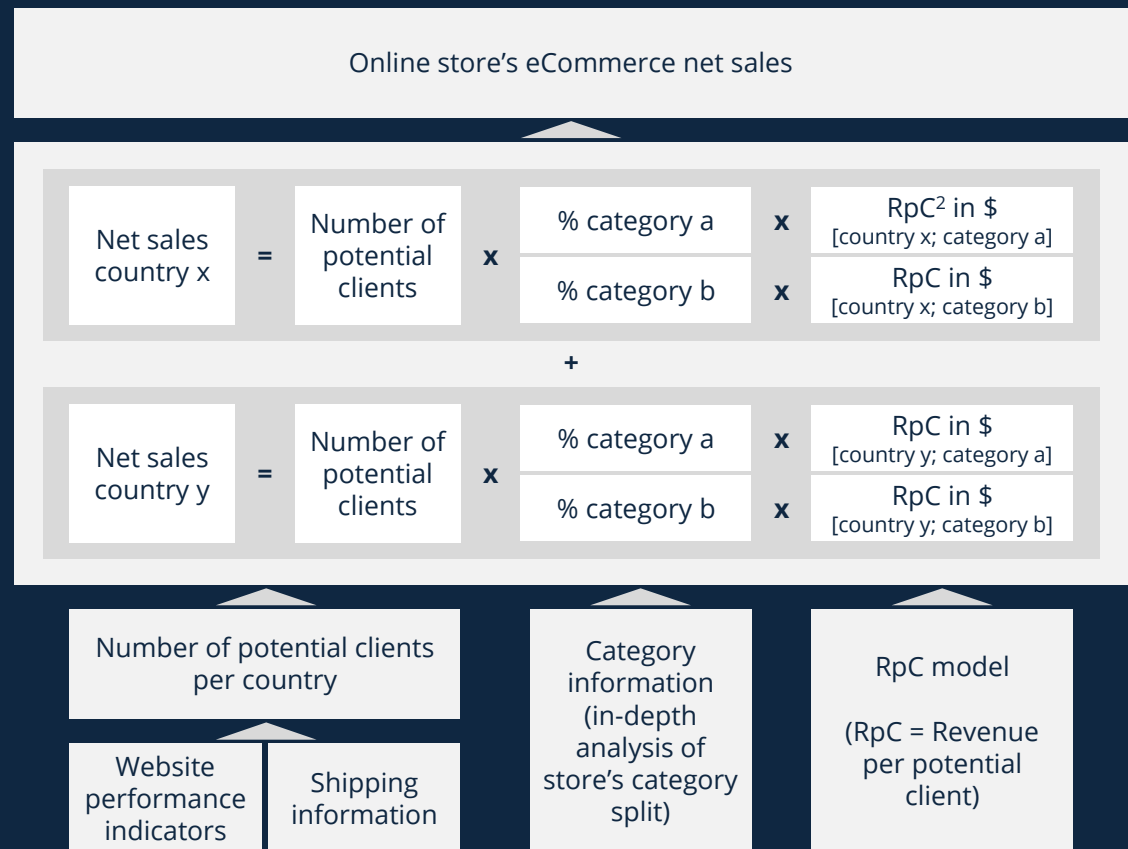 Online store’s eCommerce net sales
Net sales
country x
=
Number of
potential
clients
x
% category a
x
RpC² in $
[country x; category a]
% category b
x
RpC in $
[country x; category b]
+
Net sales
country y
=
Number of
potential
clients
x
% category a
x
RpC in $
[country y; category a]
% category b
x
RpC in $
[country y; category b]
Number of potential clients
per country
Website
performance
indicators
Shipping
information
Category
information
(in-depth
analysis of
store’s category
split)
RpC model
(RpC = Revenue
per potential
client)